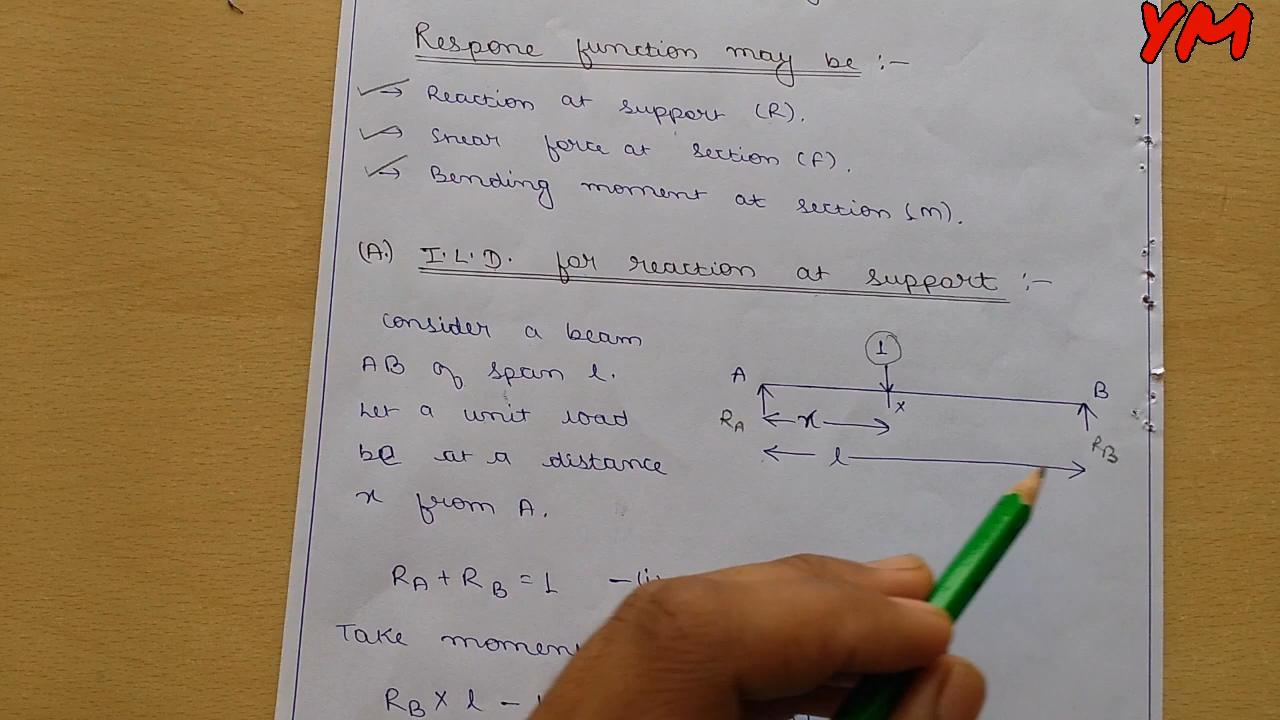 YM
Respone function may be :-
→ Reaction at support (R).
→ Shear force at section (F).
→ Bending moment at section (M).
(A.) I.L.D. for reaction at support :-
Consider a beam
AB of span l.
Let a unit load
be at a distance
x from A.
1
A B
x
RA x
RB
l
RA + RB = 1 -(i)
Take moment
RB × l -